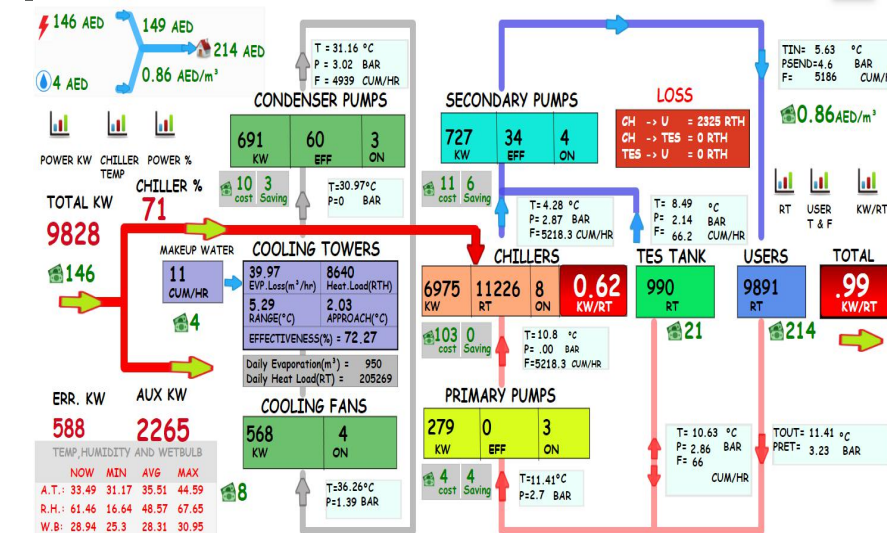 146 AED
149 AED
214 AED
4 AED
0.86 AED/m³
T = 31.16 °C
P = 3.02 BAR
F = 4939 CUM/HR
TIN= 5.63 °C
PSEND=4.6 BAR
F= 5186 CUM/
0.86AED/m³
CONDENSER PUMPS
691 60 3
KW EFF ON
10 3
cost Saving
T=30.97°C
P=0 BAR
SECONDARY PUMPS
727 34 4
KW EFF ON
11 6
cost Saving
LOSS
CH -> U = 2325 RTH
CH -> TES = 0 RTH
TES -> U = 0 RTH
POWER KW
CHILLER TEMP
POWER %
RT
USER T & F
KW/RT
TOTAL KW
9828
CHILLER %
71
146
MAKEUP WATER
11
CUM/HR
4
COOLING TOWERS
39.97 8640
EVP.Loss(m³/hr) Heat.Load(RTH)
5.29 2.03
RANGE(°C) APPROACH(°C)
EFFECTIVENESS(%) = 72.27
Daily Evaporation(m³) = 950
Daily Heat Load(RT) = 205269
T=4.28 °C
P= 2.87 BAR
F=5218.3 CUM/HR
T= 8.49 °C
P= 2.14 BAR
F= 66.2 CUM/HR
CHILLERS
6975 11226 8 0.62
KW RT ON KW/RT
103 0
cost Saving
T=10.8 °C
P= .00 BAR
F=5218.3 CUM/HR
TES TANK
990
RT
21
USERS
9891
RT
214
TOTAL
.99
KW/RT
ERR. KW
588
AUX KW
2265
COOLING FANS
568 4
KW ON
8
T=36.26°C
P=1.39 BAR
PRIMARY PUMPS
279 0 3
KW EFF ON
4 4
cost Saving
T=11.41°C
P=2.7 BAR
T= 10.63 °C
P= 2.86 BAR
F= 66
CUM/HR
TOUT= 11.41 °C
PRET= 3.23 BAR
TEMP,HUMIDITY AND WETBULB
NOW MIN AVG MAX
A.T.: 33.49 31.17 35.51 44.59
R.H.: 61.46 16.64 48.57 67.65
W.B: 28.94 25.3 28.31 30.95